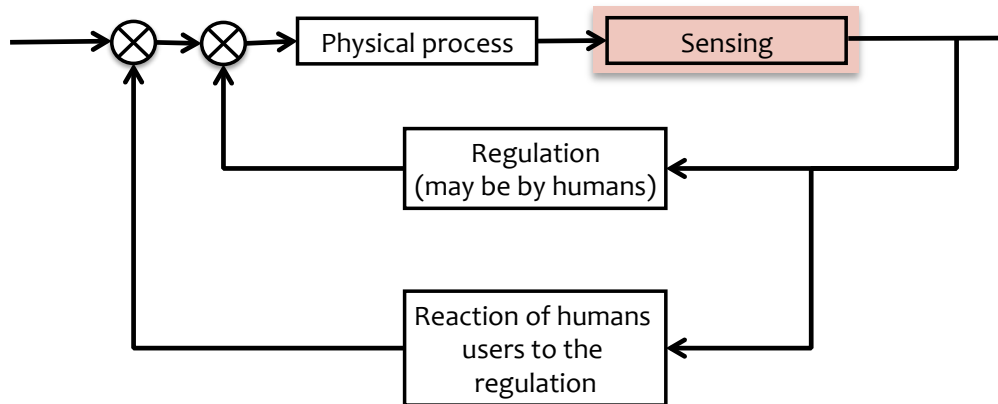 Physical process
Sensing
Regulation
(may be by humans)
Reaction of humans
users to the
regulation